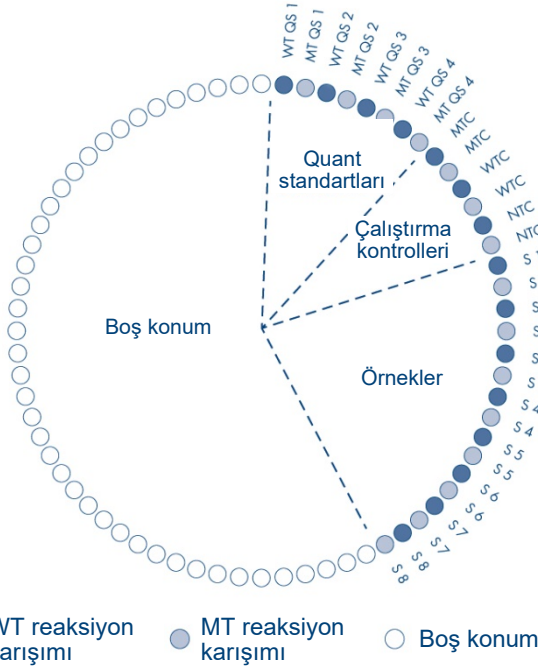 WT QS 1
MT QS 1
WT QS 2
MT QS 2
WT QS 3
MT QS 3
WT QS 4
MT QS 4
MTC
MTC
WTC
WTC
NTC
NTC
S
S
S
S
S
S
S 4
S 4
S 5
S 5
S 6
S 6
S 7
S 7
S 8
S 8
Quant
standartları
Çalıştırma
kontrolleri
Boş konum
Örnekler
WT reaksiyon
karışımı
MT reaksiyon
karışımı
Boş konum